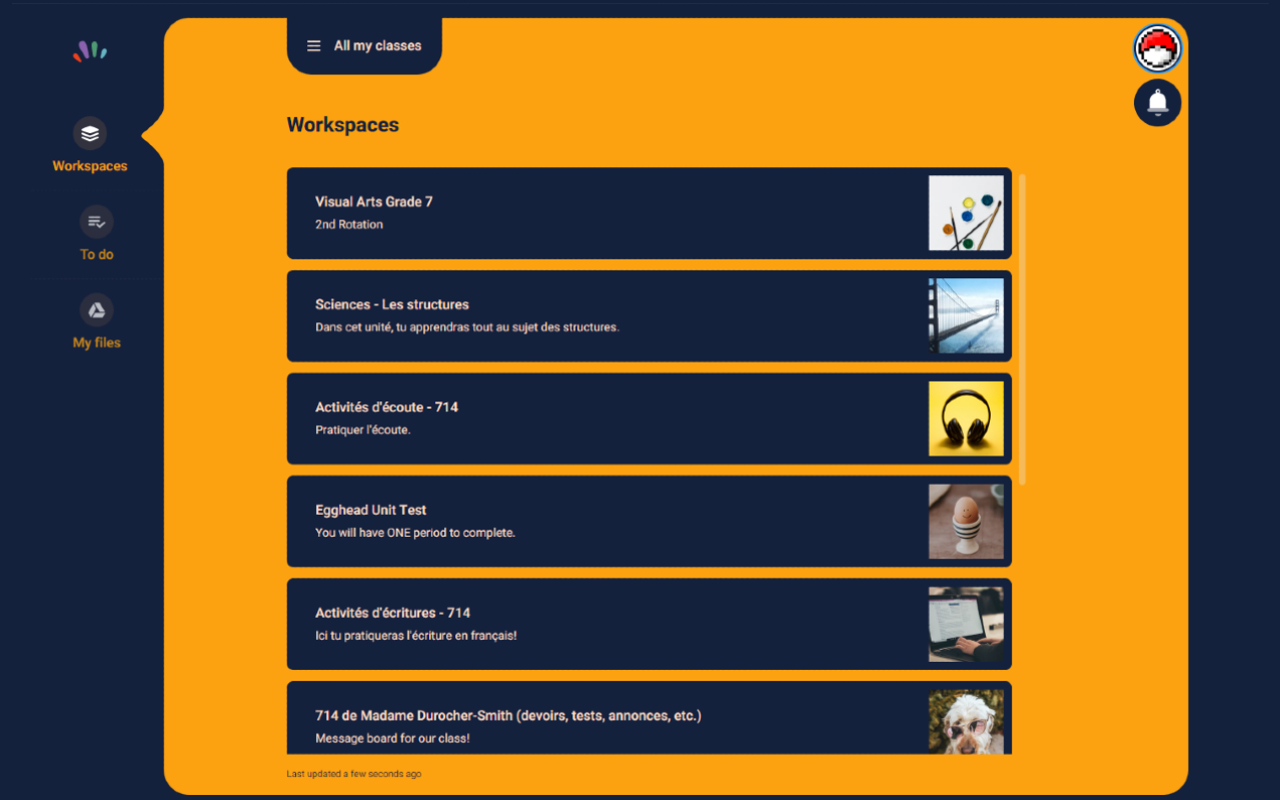 All my classes
Workspaces
Workspaces
To do
My files
Visual Arts Grade 7
2nd Rotation
Sciences - Les structures
Dans cet unité, tu apprendras tout au sujet des structures.
Activités d'écoute - 714
Pratiquer l'écoute.
Egghead Unit Test
You will have ONE period to complete.
Activités d'écritures - 714
Ici tu pratiqueras l'écriture en français!
714 de Madame Durocher-Smith (devoirs, tests, annonces, etc.)
Message board for our class!
Last updated a few seconds ago